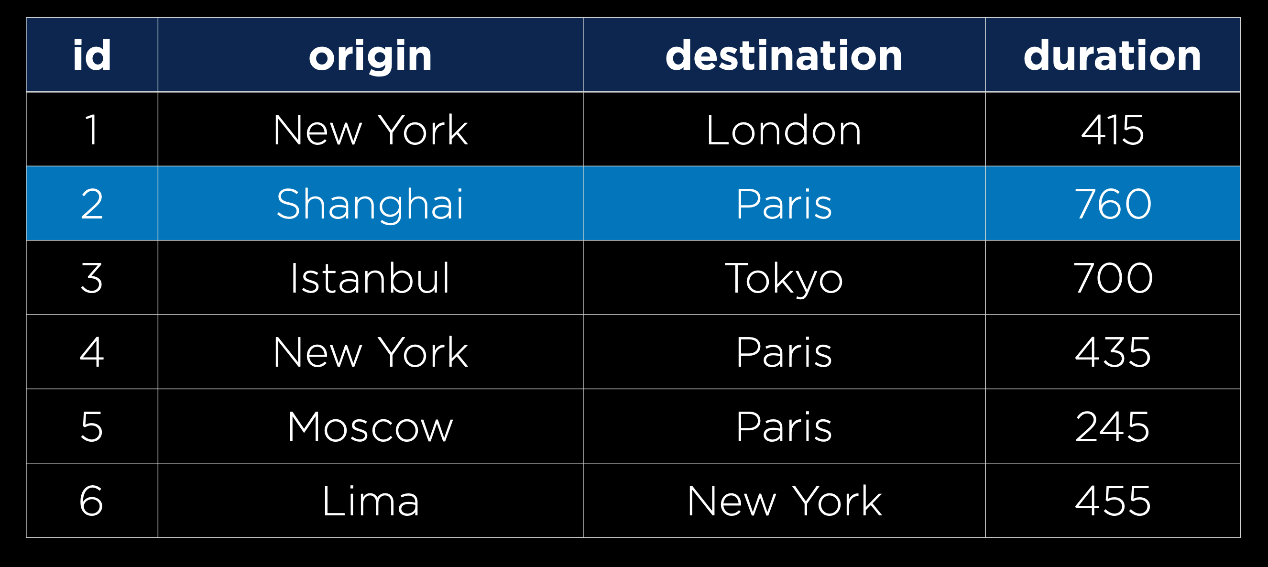 id origin destination duration
1 New York London 415
2 Shanghai Paris 760
3 Istanbul Tokyo 700
4 New York Paris 435
5 Moscow Paris 245
6 Lima New York 455